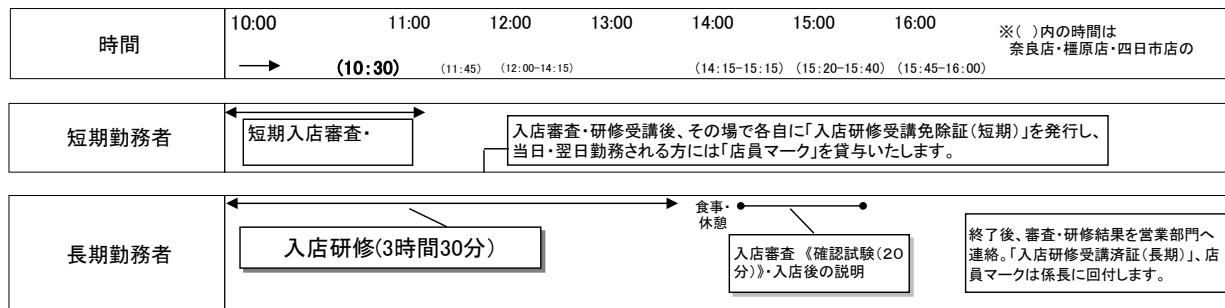 時間
10:00 11:00 12:00 13:00 14:00 15:00 16:00
※( )内の時間は
奈良店・橿原店・四日市店の
(10:30) (11:45) (12:00-14:15) (14:15-15:15) (15:20-15:40) (15:45-16:00)
短期勤務者
短期入店審査・
入店審査・研修受講後、その場で各自に「入店研修受講免除証(短期)」を発行し、
当日・翌日勤務される方には「店員マーク」を貸与いたします。
長期勤務者
入店研修(3時間30分)
食事・
休憩
入店審査 《確認試験(20
分)》・入店後の説明
終了後、審査・研修結果を営業部門へ
連絡。「入店研修受講済証(長期)」、店
員マークは係長に回付します。